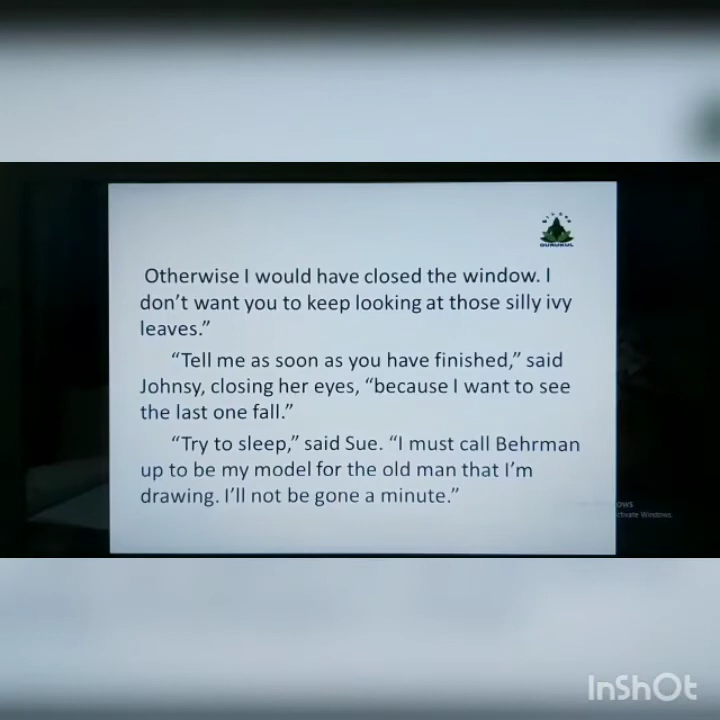 GURUKUL
Otherwise I would have closed the window. I
don't want you to keep looking at those silly ivy
leaves.”
“Tell me as soon as you have finished,” said
Johnsy, closing her eyes, “because I want to see
the last one fall.”
“Try to sleep,” said Sue. “I must call Behrman
up to be my model for the old man that I'm
drawing. I'll not be gone a minute.”
Windows
InShOt